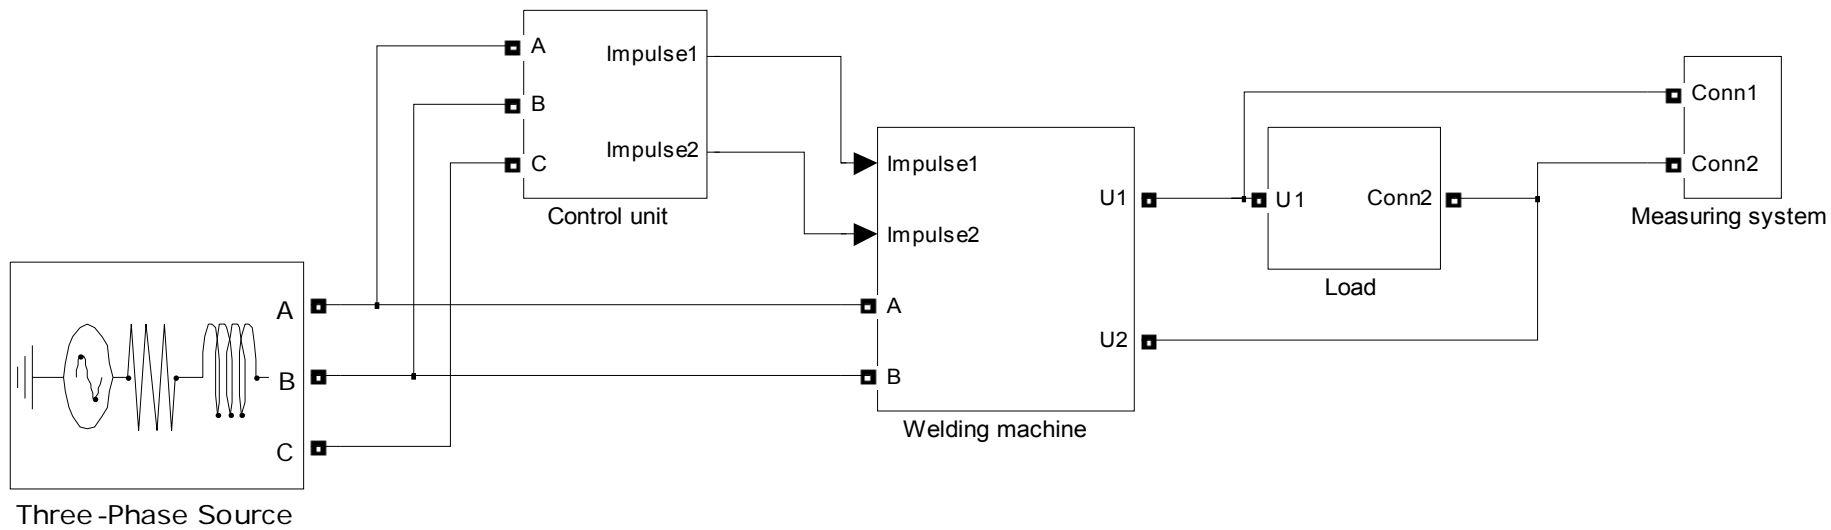 A
B
C
Impulse1
Impulse2
Control unit
A
B
C
Three-Phase Source
Impulse1
Impulse2
A
B
U1
U2
Welding machine
U1
Conn2
Load
Conn1
Conn2
Measuring system